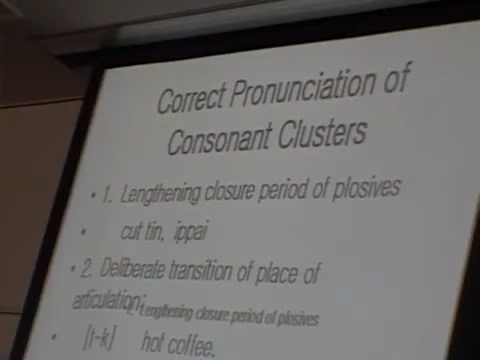 Correct Pronunciation of
Consonant Clusters
• 1. Lengthening closure period of plosives
• cut tin, ippai
• 2. Deliberate transition of place of
articulation;
Lengthening closure period of plosives
• [t-k] hot coffee.